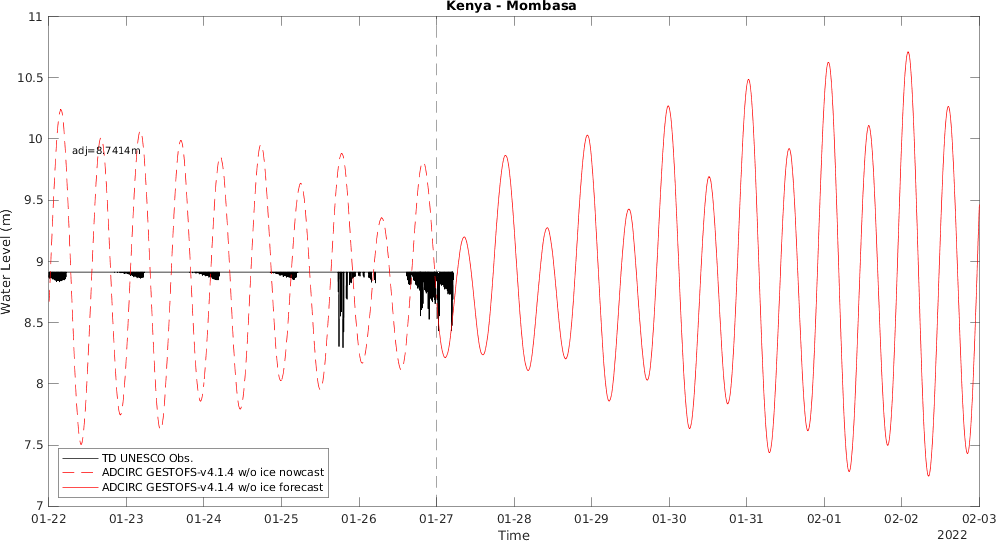 Kenya - Mombasa
11
10.5
10
9.5
9
8.5
8
7.5
7
Water Level (m)
adj=8.7414m
TD UNESCO Obs.
ADCIRC GESTOFS-v4.1.4 w/o ice nowcast
ADCIRC GESTOFS-v4.1.4 w/o ice forecast
01-22 01-23 01-24 01-25 01-26 01-27 01-28 01-29 01-30 01-31 02-01 02-02 02-03
Time
2022